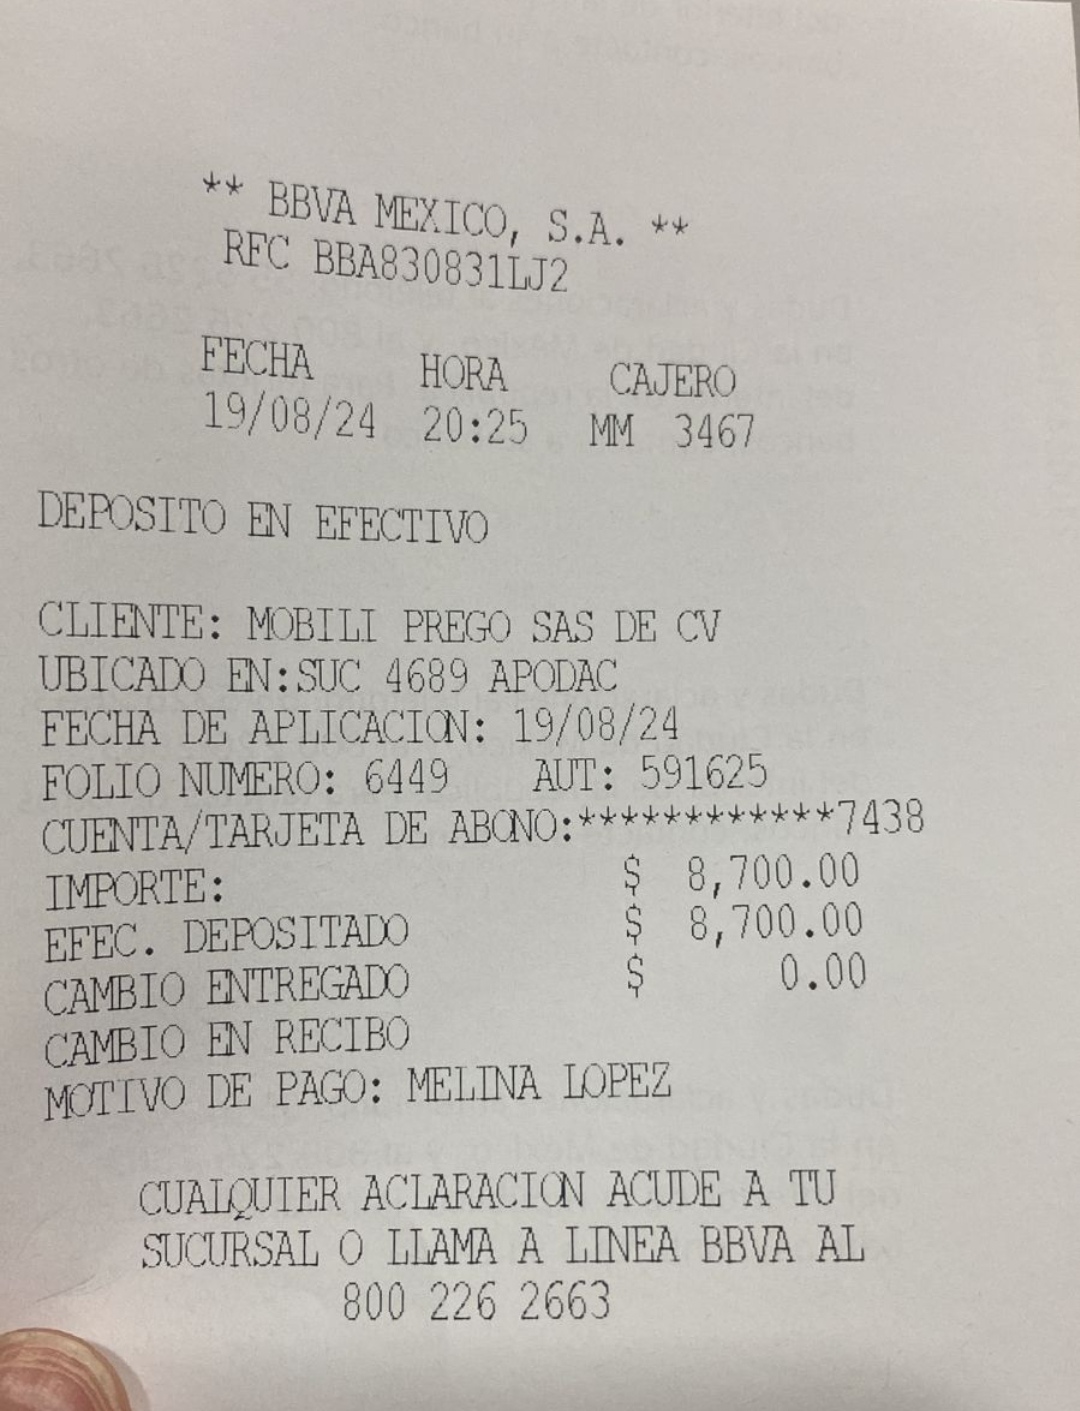 ** BBVA MEXICO, S.A. **
RFC BBA830831LJ2
FECHA HORA CAJERO
19/08/24 20:25 MM 3467
DEPOSITO EN EFECTIVO
CLIENTE: MOBILI PREGO SAS DE CV
UBICADO EN:SUC 4689 APODAC
FECHA DE APLICACION: 19/08/24
FOLIO NUMERO: 6449 AUT: 591625
CUENTA/TARJETA DE ABONO:************7438
IMPORTE: $ 8,700.00
EFEC. DEPOSITADO $ 8,700.00
CAMBIO ENTREGADO $ 0.00
CAMBIO EN RECIBO
MOTIVO DE PAGO: MELINA LOPEZ
CUALQUIER ACLARACION ACUDE A TU
SUCURSAL O LLAMA A LINEA BBVA AL
800 226 2663